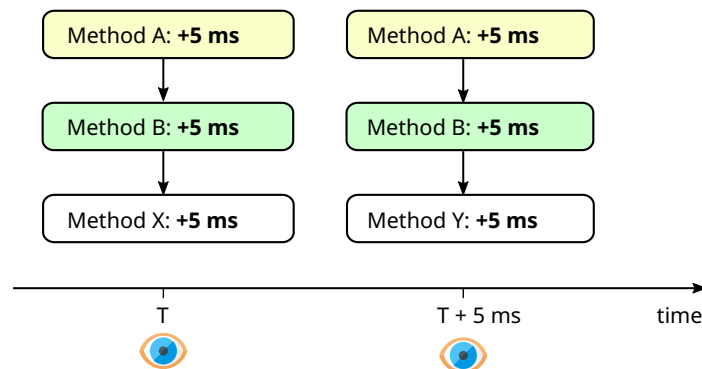 Method A: +5 ms
Method A: +5 ms
Method B: +5 ms
Method B: +5 ms
Method X: +5 ms
Method Y: +5 ms
T
T + 5 ms
time